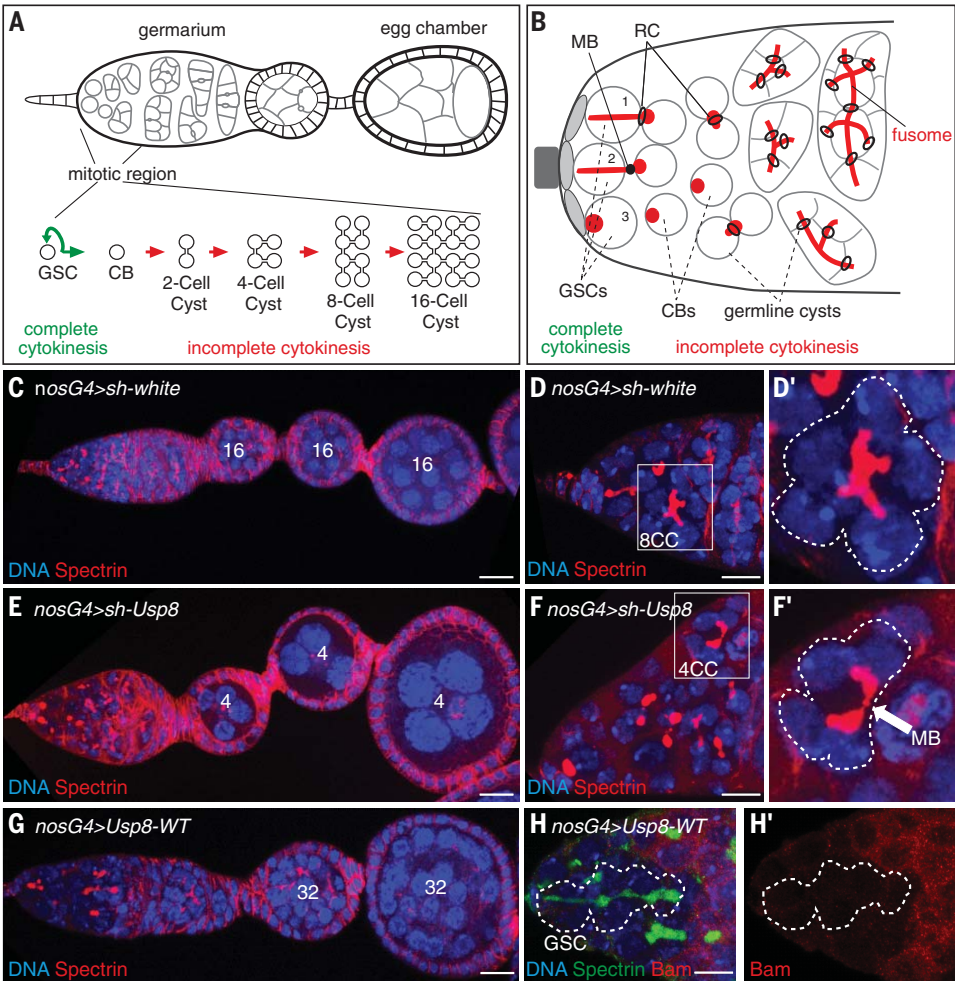 A
germarium
egg chamber
mitotic region
GSC
CB
2-Cell
Cyst
4-Cell
Cyst
8-Cell
Cyst
16-Cell
Cyst
complete
cytokinesis
incomplete cytokinesis
B
MB
RC
1
2
3
fusome
GSCs
CBs
germline cysts
complete
cytokinesis
incomplete cytokinesis
C nosG4>sh-white
16
16
16
DNA Spectrin
D nosG4>sh-white
8CC
DNA Spectrin
D'
E nosG4>sh-Usp8
4
4
4
DNA Spectrin
F nosG4>sh-Usp8
4CC
DNA Spectrin
F'
MB
G nosG4>Usp8-WT
32
32
DNA Spectrin
H nosG4>Usp8-WT
GSC
DNA Spectrin Bam
H'
Bam